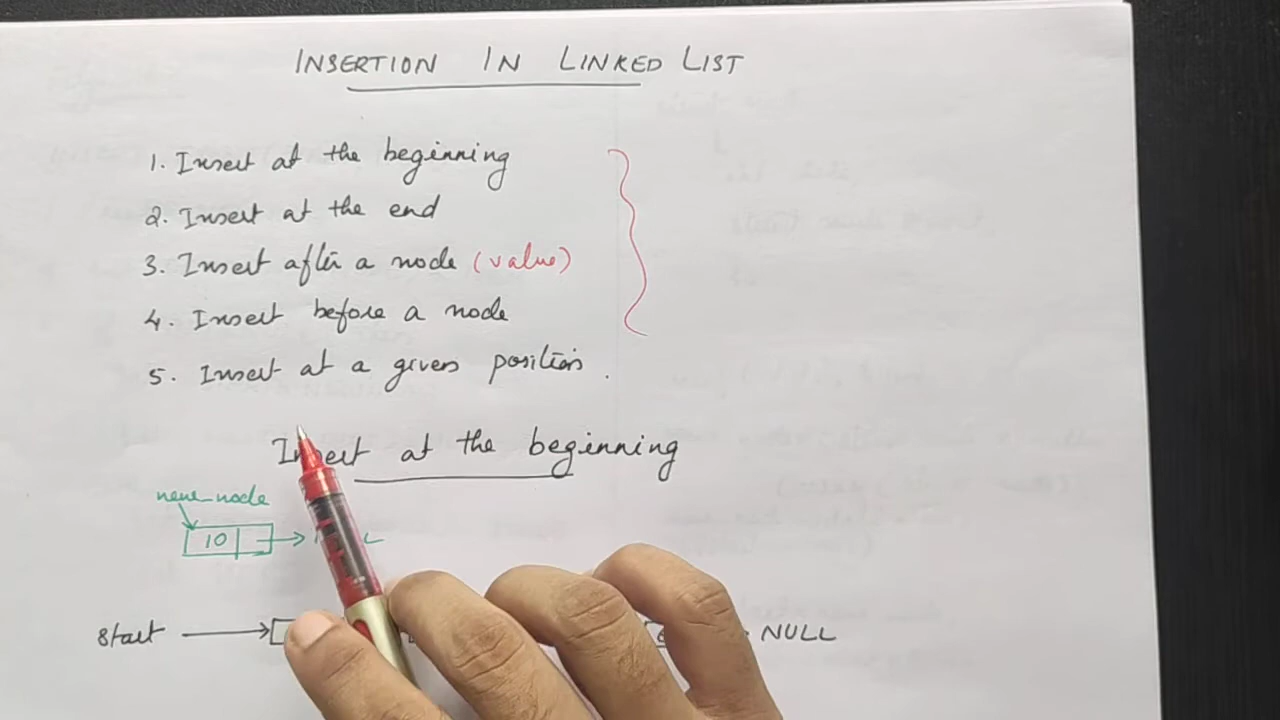 INSERTION IN LINKED LIST
1. Insert at the beginning
2. Insert at the end
3. Insert after a node (value)
4. Insert before a node
5. Insert at a given position.
Insert at the beginning
new_node
10
Start NULL